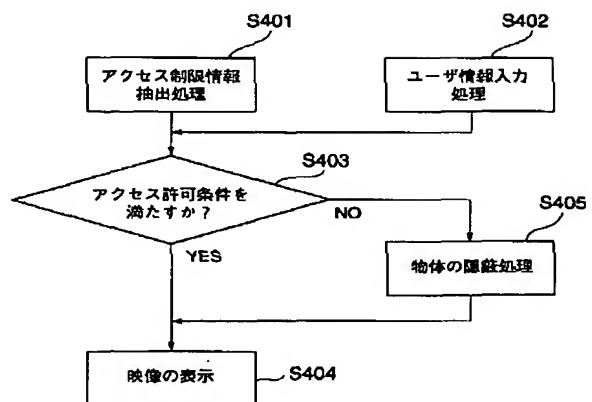 S401
アクセス制限情報
抽出処理
S402
ユーザ情報入力
処理
S403
アクセス許可条件を
満たすか?
NO
YES
S405
物体の隠蔽処理
映像の表示
S404